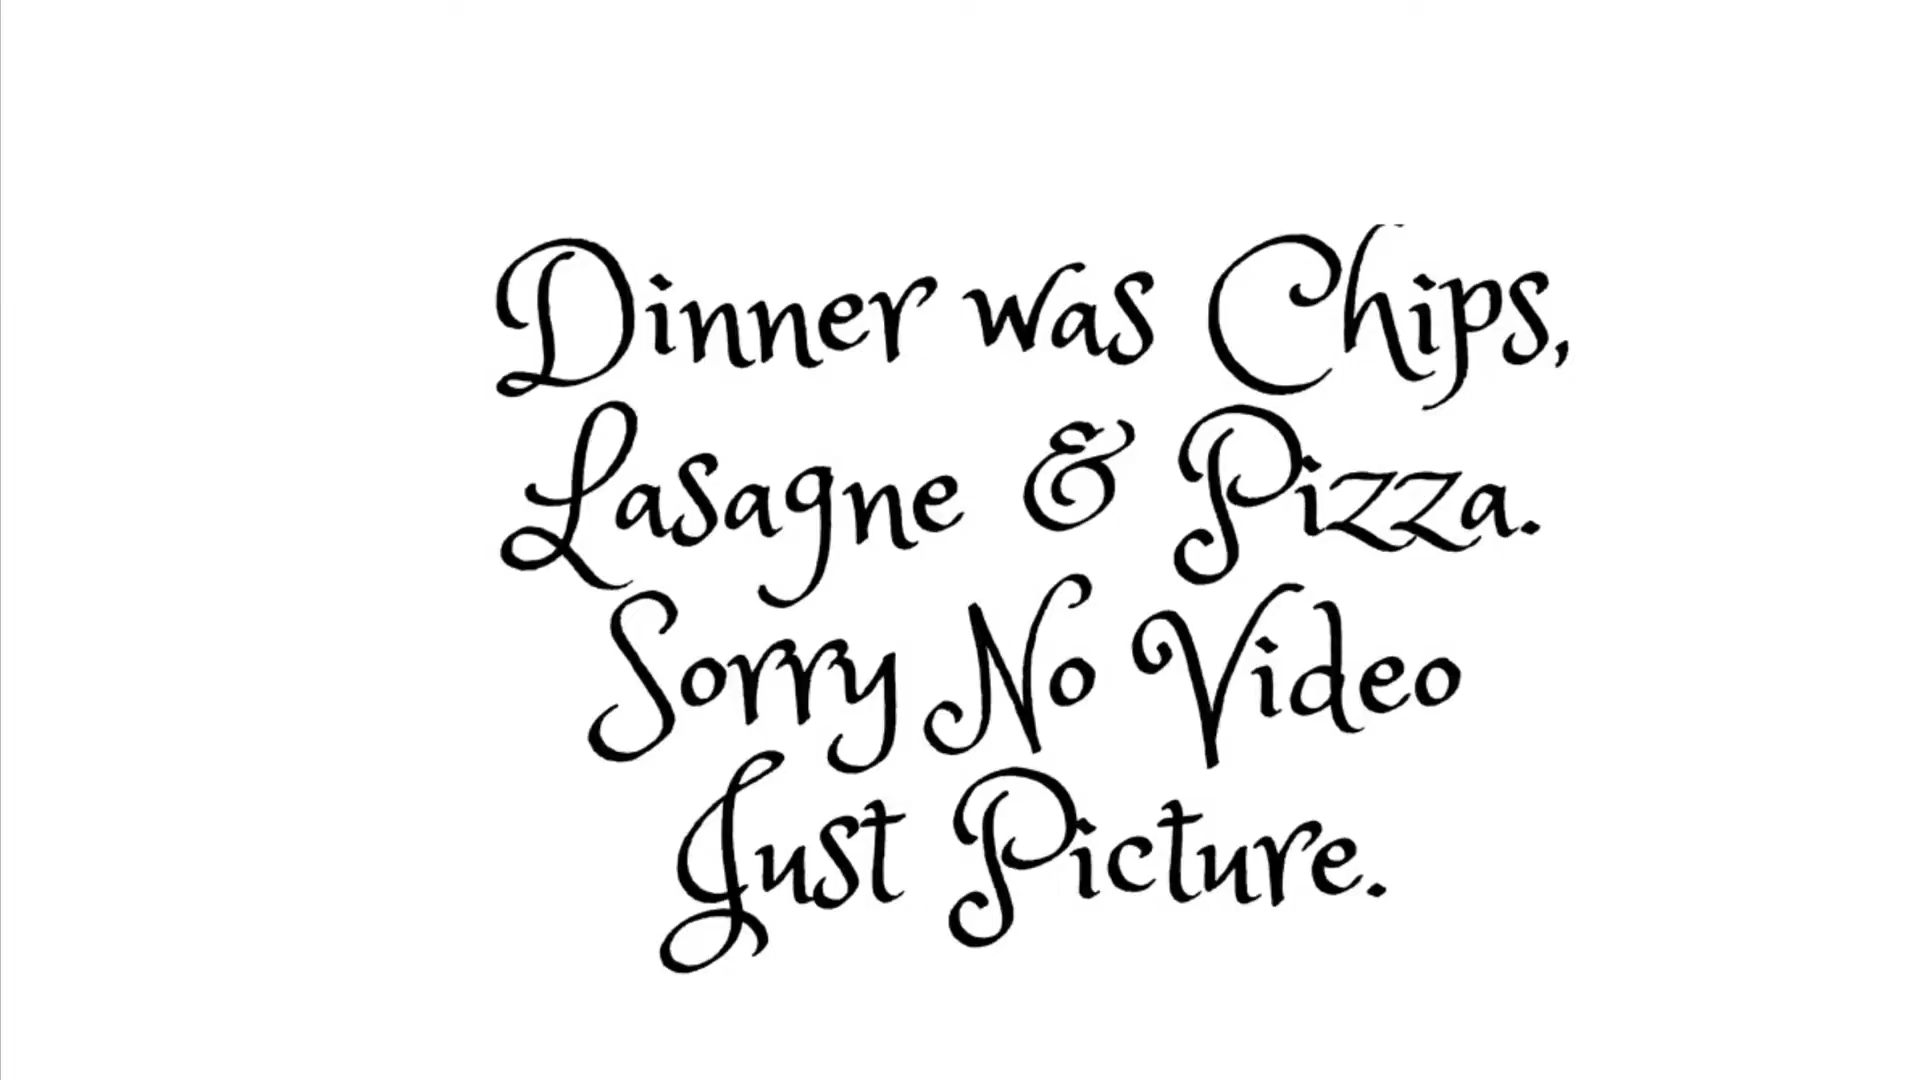 Dinner was Chips,
Lasagne & Pizza.
Sorry No Video
Just Picture.